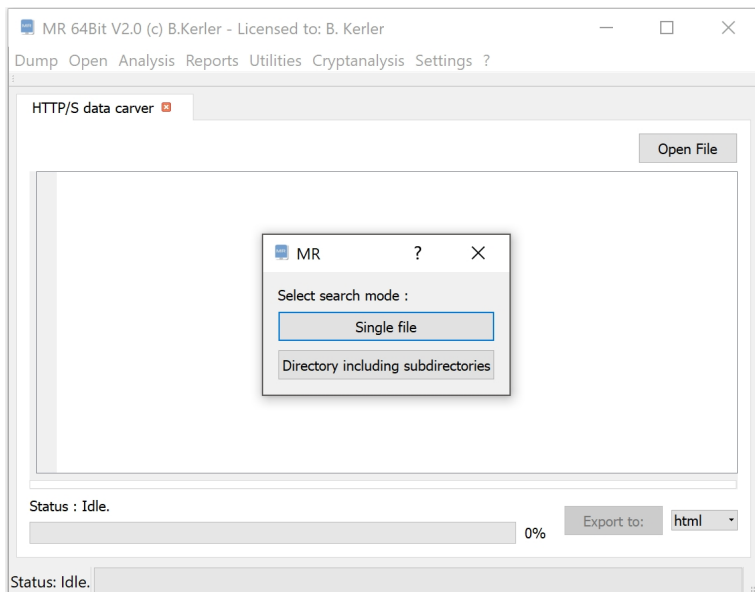 MR 64Bit V2.0 (c) B.Kerler - Licensed to: B. Kerler
Dump Open Analysis Reports Utilities Cryptanalysis Settings ?
HTTP/S data carver
Open File
MR ?
Select search mode :
Single file
Directory including subdirectories
Status : Idle.
0%
Export to:
html
Status: Idle.